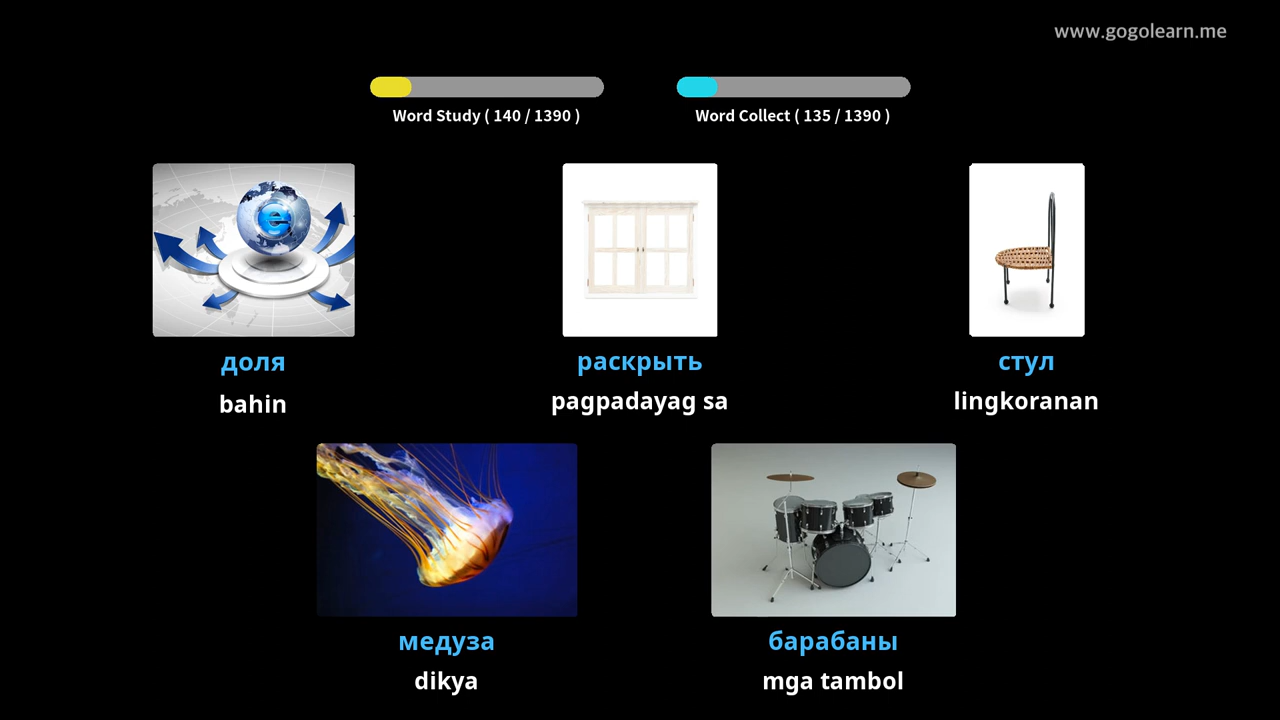 www.gogolearn.me
Word Study ( 140 / 1390 )
Word Collect ( 135 / 1390 )
e
доля
раскрыть
стул
bahin
pagpadayag sa
lingkoranan
медуза
барабаны
dikya
mga tambol